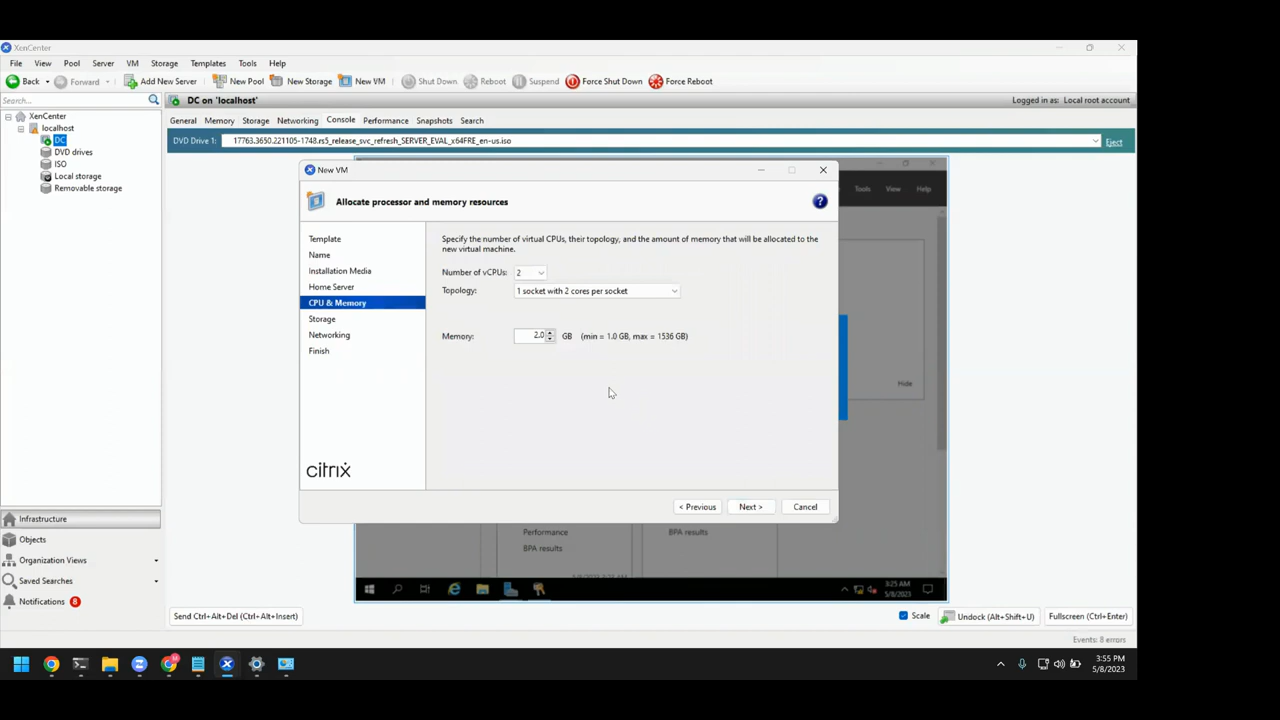 XenCenter
File View Pool Server VM Storage Templates Tools Help
Back Forward Add New Server New Pool New Storage New VM Shut Down Reboot Suspend Force Shut Down Force Reboot
Search...
DC on 'localhost'
Logged in as: Local root account
XenCenter
localhost
DC
DVD drives
ISO
Local storage
Removable storage
General Memory Storage Networking Console Performance Snapshots Search
DVD Drive 1: 17763.3650.221105-1748.rs5_release_svc_refresh_SERVER_EVAL_x64FRE_en-us.iso Eject
Tools View Help
New VM
Allocate processor and memory resources
?
Template
Name
Installation Media
Home Server
CPU & Memory
Storage
Networking
Finish
citrix
Specify the number of virtual CPUs, their topology, and the amount of memory that will be allocated to the
new virtual machine.
Number of vCPUs: 2
Topology: 1 socket with 2 cores per socket
Memory: 2.0 GB (min = 1.0 GB, max = 1536 GB)
< Previous Next > Cancel
Hide
Performance
BPA results
BPA results
3:25 AM
5/8/2023
Infrastructure
Objects
Organization Views
Saved Searches
Notifications 8
Send Ctrl+Alt+Del (Ctrl+Alt+Insert)
Scale Undock (Alt+Shift+U) Fullscreen (Ctrl+Enter)
Events: 8 errors
3:55 PM
5/8/2023